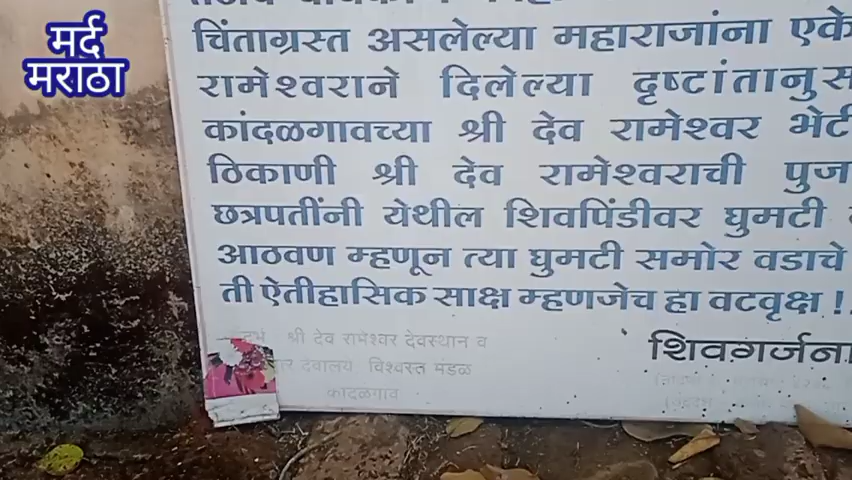 मर्द
मराठा
चिंताग्रस्त असलेल्या महाराजांना एके
रामेश्वराने दिलेल्या दृष्टांतानुस
कांदळगावच्या श्री देव रामेश्वर भेटी
ठिकाणी श्री देव रामेश्वराची पुज
छत्रपतींनी येथील शिवपिंडीवर घुमटी
आठवण म्हणून त्या घुमटी समोर वडाचे
ती ऐतीहासिक साक्ष म्हणजेच हा वटवृक्ष !
श्री देव रामेश्वर देवस्थान व
देवालय विश्वस्त मंडळ
कांदळगाव
शिवगर्जना